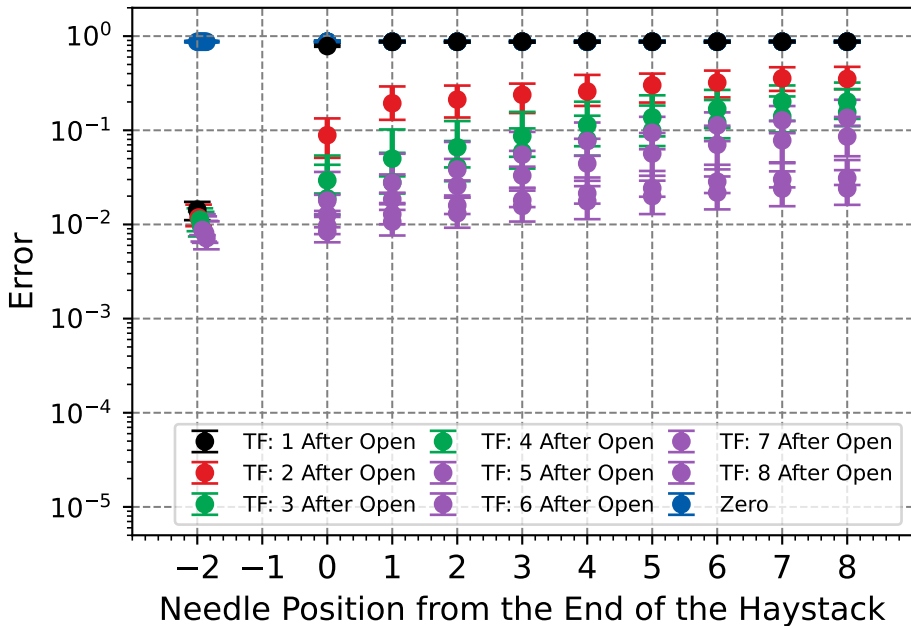 Error
10⁰
10⁻¹
10⁻²
10⁻³
10⁻⁴
10⁻⁵
TF: 1 After Open
TF: 2 After Open
TF: 3 After Open
TF: 4 After Open
TF: 5 After Open
TF: 6 After Open
TF: 7 After Open
TF: 8 After Open
Zero
−2 −1 0 1 2 3 4 5 6 7 8
Needle Position from the End of the Haystack